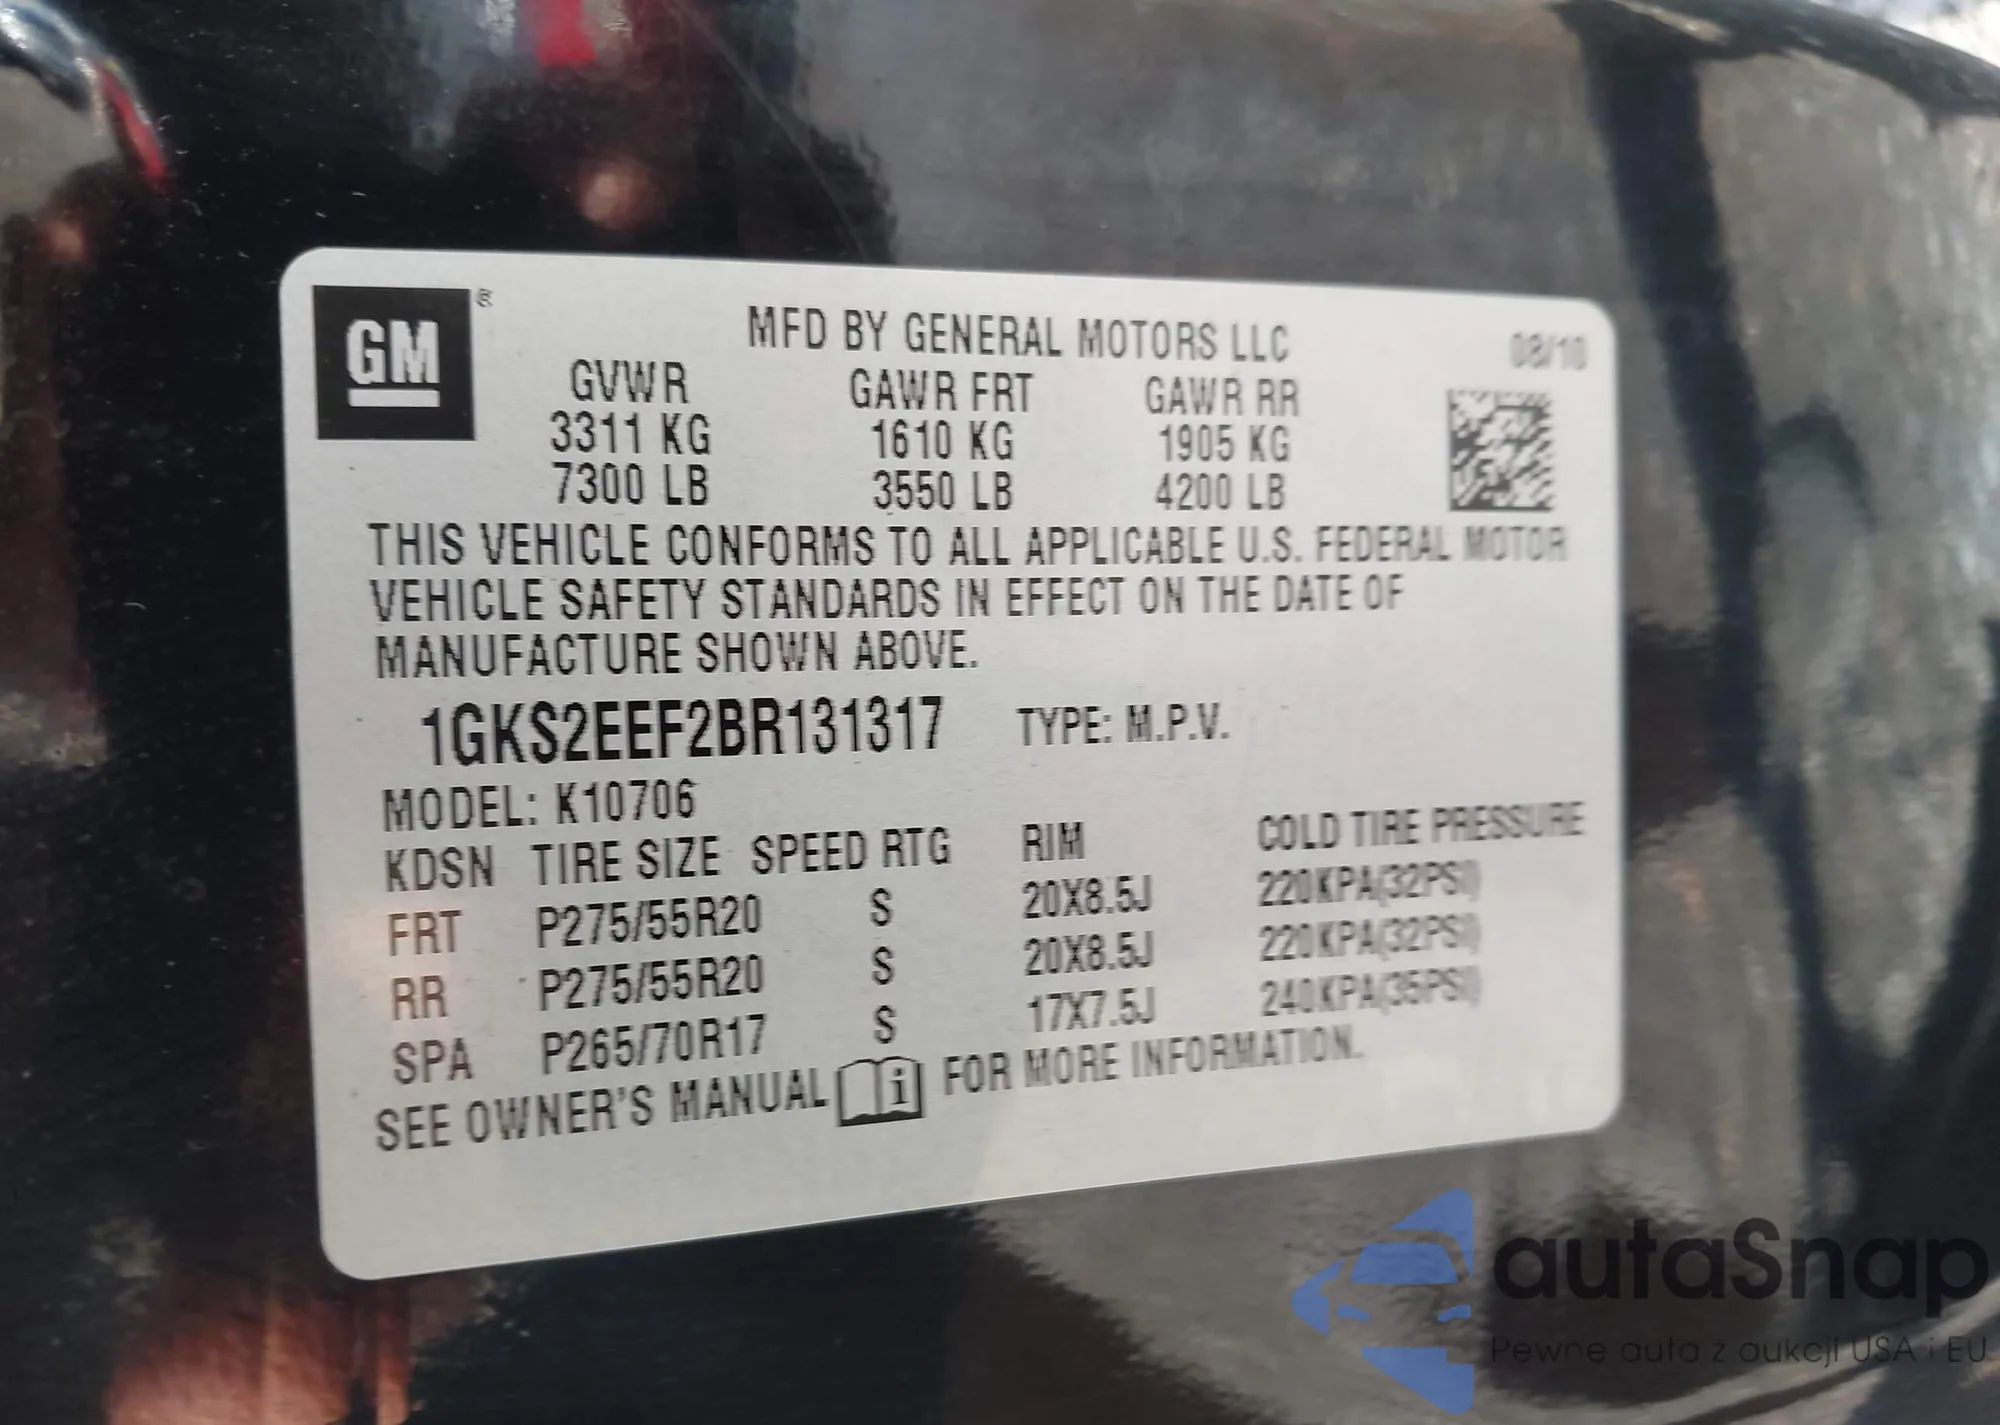 GM ®
MFD BY GENERAL MOTORS LLC 08/10
GVWR GAWR FRT GAWR RR
3311 KG 1610 KG 1905 KG
7300 LB 3550 LB 4200 LB
THIS VEHICLE CONFORMS TO ALL APPLICABLE U.S. FEDERAL MOTOR
VEHICLE SAFETY STANDARDS IN EFFECT ON THE DATE OF
MANUFACTURE SHOWN ABOVE.
1GKS2EEF2BR131317 TYPE: M.P.V.
MODEL: K10706
KDSN TIRE SIZE SPEED RTG RIM COLD TIRE PRESSURE
FRT P275/55R20 S 20X8.5J 220KPA(32PSI)
RR P275/55R20 S 20X8.5J 220KPA(32PSI)
SPA P265/70R17 S 17X7.5J 240KPA(35PSI)
SEE OWNER'S MANUAL i FOR MORE INFORMATION.
autaSnap
Pewne auta z aukcji USA i EU